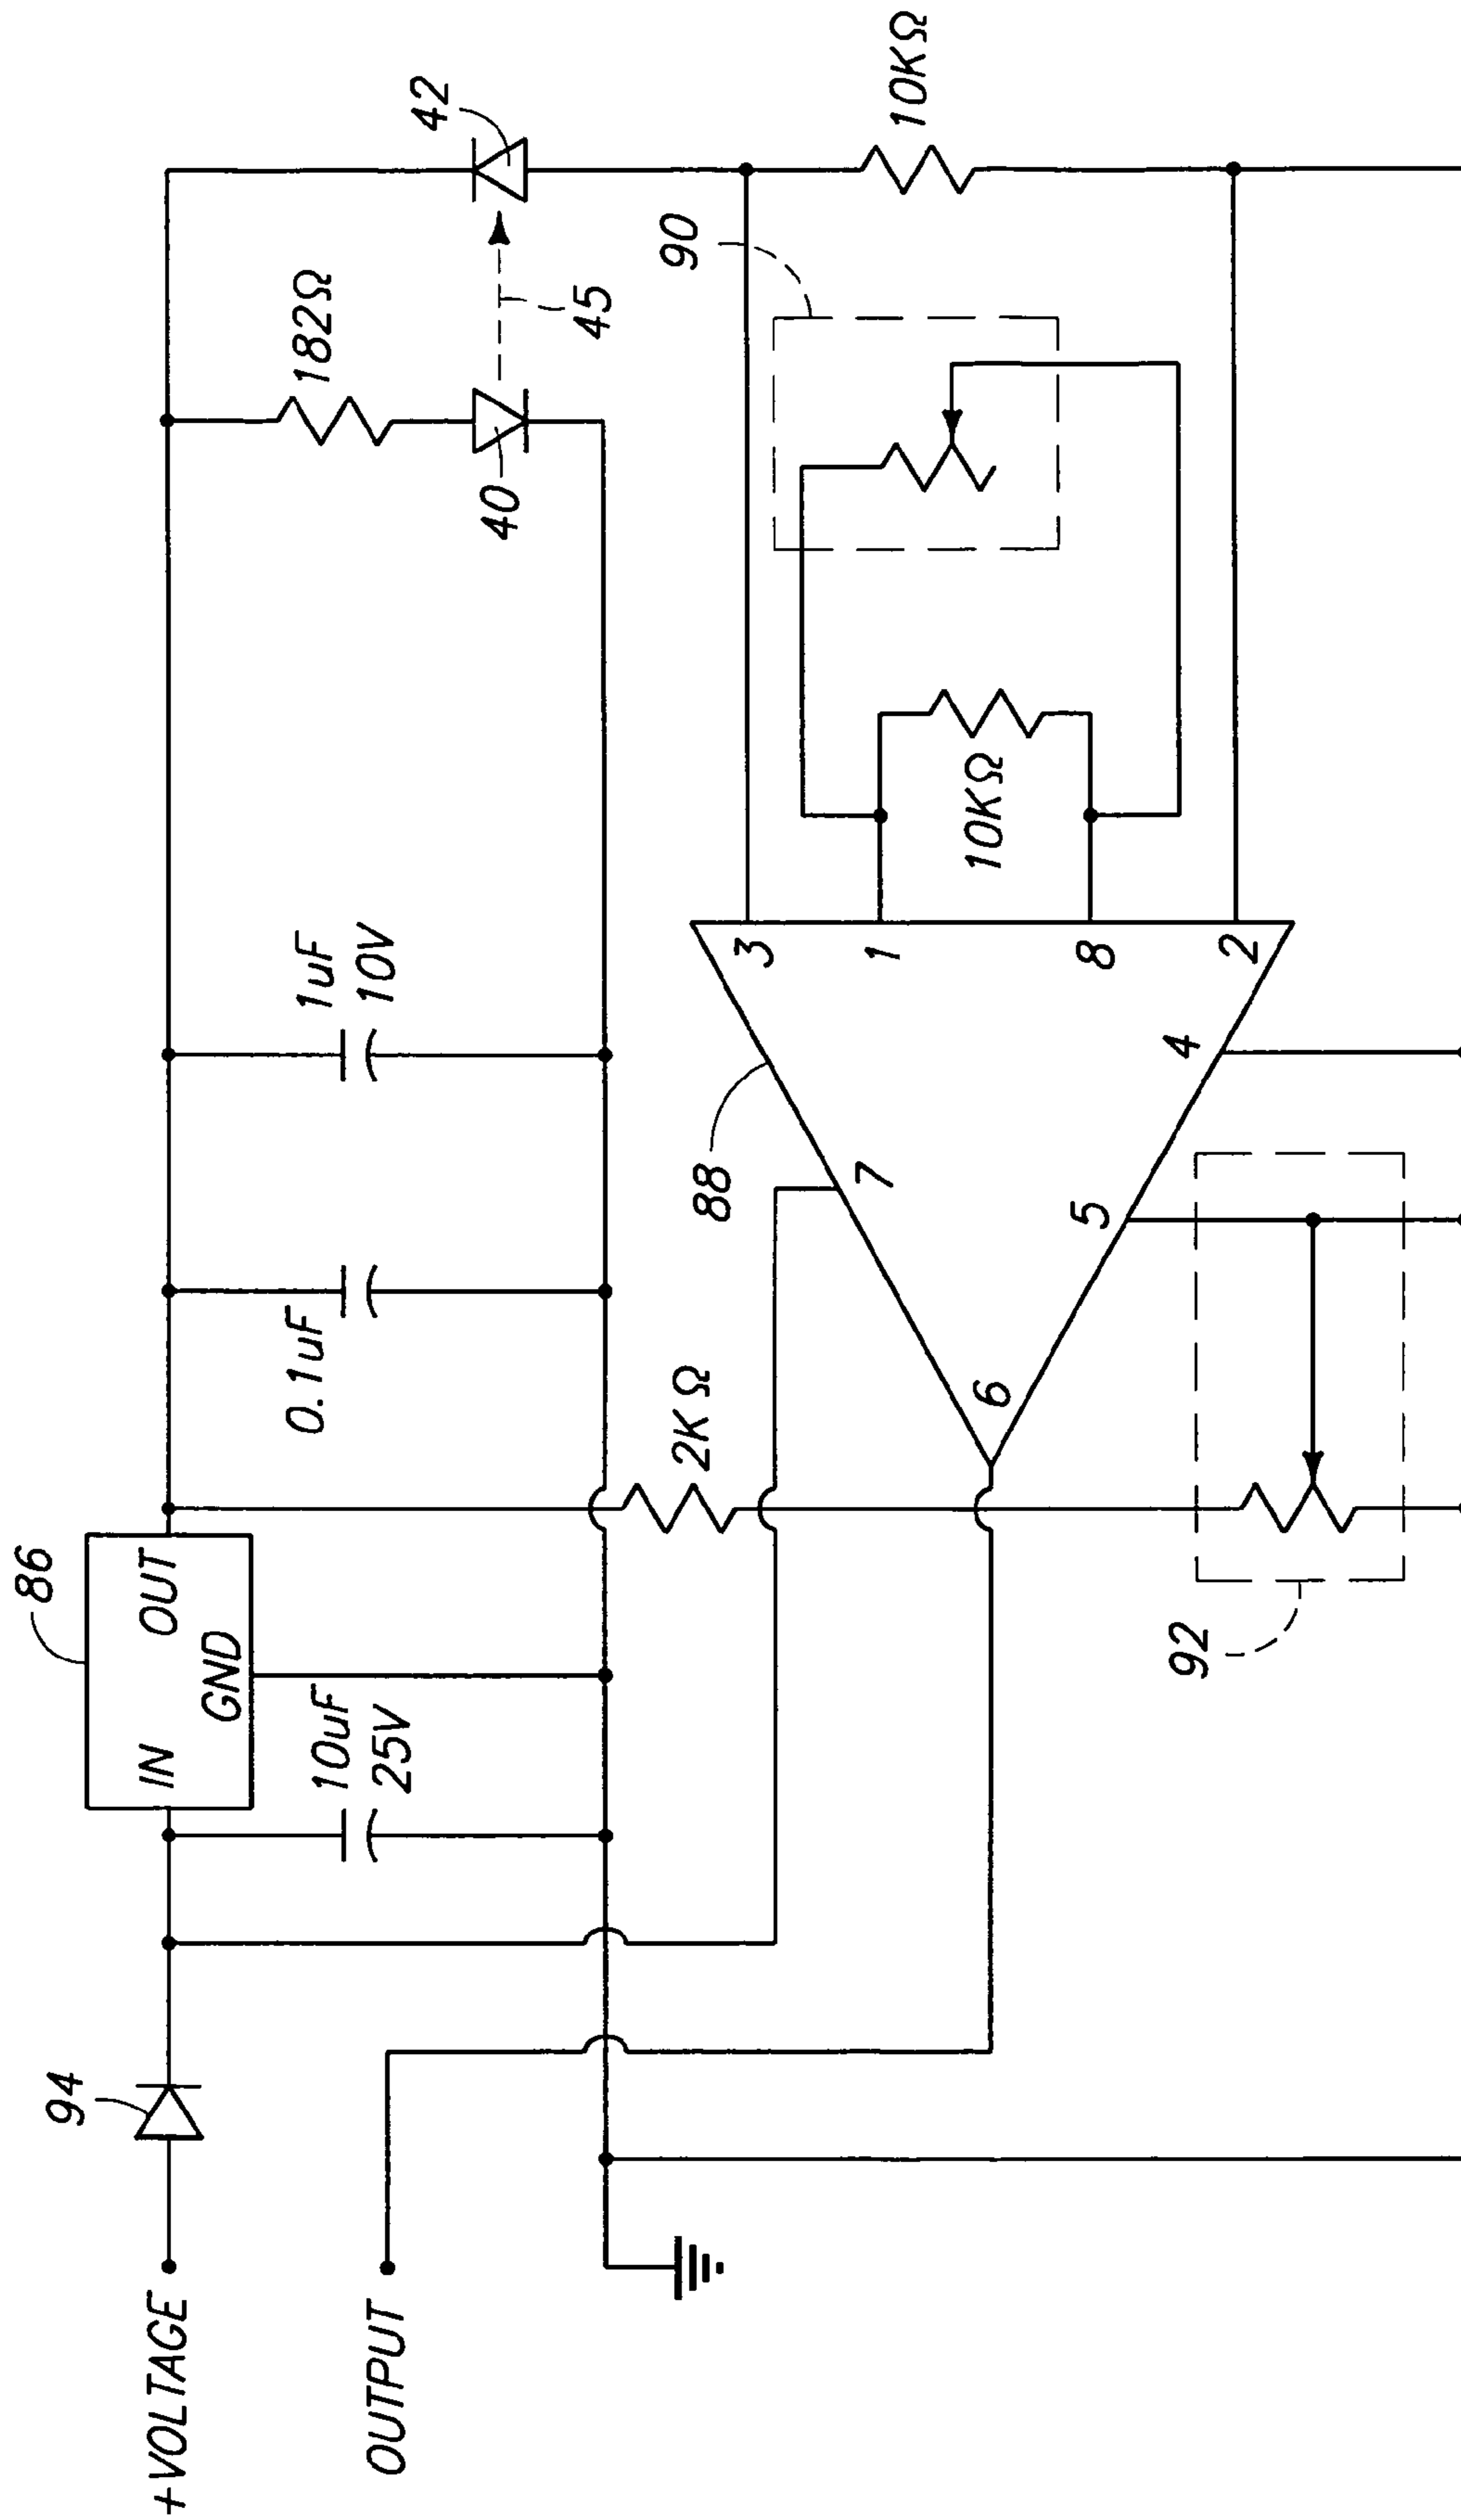 +VOLTAGE
OUTPUT
94
86
IN
OUT
GND
10uF
25V
0.1uF
1uF
10V
182Ω
40
45
42
2KΩ
88
90
10KΩ
10KΩ
3
1
8
2
7
6
5
4
92